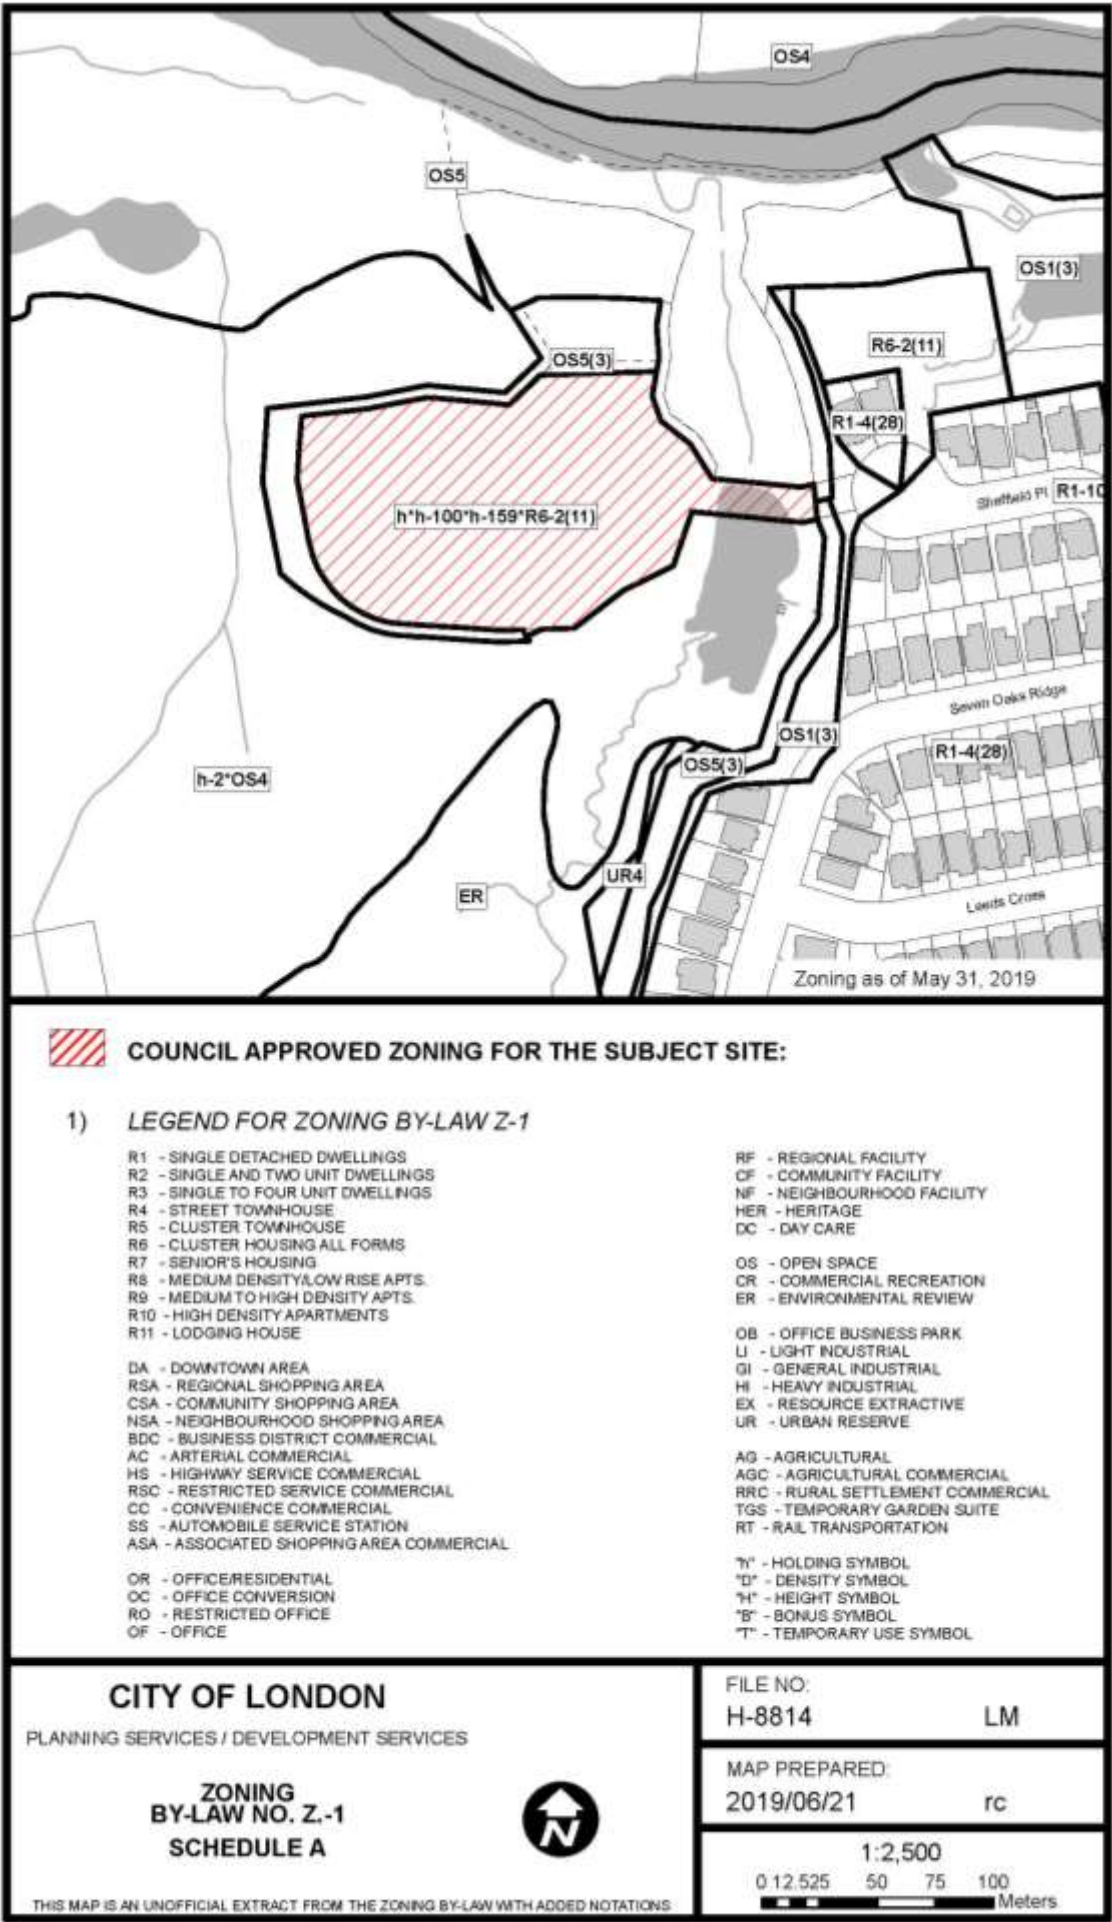 OS4
OS5
OS1(3)
R6-2(11)
OS5(3)
R1-4(28)
Sheffield Pl
R1-10
h*h-100*h-159*R6-2(11)
Seven Oaks Ridge
OS1(3)
R1-4(28)
OS5(3)
h-2*OS4
UR4
ER
Leeds Cross
Zoning as of May 31, 2019
COUNCIL APPROVED ZONING FOR THE SUBJECT SITE:
1) LEGEND FOR ZONING BY-LAW Z-1
R1 - SINGLE DETACHED DWELLINGS
R2 - SINGLE AND TWO UNIT DWELLINGS
R3 - SINGLE TO FOUR UNIT DWELLINGS
R4 - STREET TOWNHOUSE
R5 - CLUSTER TOWNHOUSE
R6 - CLUSTER HOUSING ALL FORMS
R7 - SENIOR'S HOUSING
R8 - MEDIUM DENSITY/LOW RISE APTS.
R9 - MEDIUM TO HIGH DENSITY APTS.
R10 - HIGH DENSITY APARTMENTS
R11 - LODGING HOUSE
DA - DOWNTOWN AREA
RSA - REGIONAL SHOPPING AREA
CSA - COMMUNITY SHOPPING AREA
NSA - NEIGHBOURHOOD SHOPPING AREA
BDC - BUSINESS DISTRICT COMMERCIAL
AC - ARTERIAL COMMERCIAL
HS - HIGHWAY SERVICE COMMERCIAL
RSC - RESTRICTED SERVICE COMMERCIAL
CC - CONVENIENCE COMMERCIAL
SS - AUTOMOBILE SERVICE STATION
ASA - ASSOCIATED SHOPPING AREA COMMERCIAL
OR - OFFICE/RESIDENTIAL
OC - OFFICE CONVERSION
RO - RESTRICTED OFFICE
OF - OFFICE
RF - REGIONAL FACILITY
CF - COMMUNITY FACILITY
NF - NEIGHBOURHOOD FACILITY
HER - HERITAGE
DC - DAY CARE
OS - OPEN SPACE
CR - COMMERCIAL RECREATION
ER - ENVIRONMENTAL REVIEW
OB - OFFICE BUSINESS PARK
LI - LIGHT INDUSTRIAL
GI - GENERAL INDUSTRIAL
HI - HEAVY INDUSTRIAL
EX - RESOURCE EXTRACTIVE
UR - URBAN RESERVE
AG - AGRICULTURAL
AGC - AGRICULTURAL COMMERCIAL
RRC - RURAL SETTLEMENT COMMERCIAL
TGS - TEMPORARY GARDEN SUITE
RT - RAIL TRANSPORTATION
"h" - HOLDING SYMBOL
"D" - DENSITY SYMBOL
"H" - HEIGHT SYMBOL
"B" - BONUS SYMBOL
"T" - TEMPORARY USE SYMBOL
CITY OF LONDON
PLANNING SERVICES / DEVELOPMENT SERVICES
ZONING
BY-LAW NO. Z.-1
SCHEDULE A
N
THIS MAP IS AN UNOFFICIAL EXTRACT FROM THE ZONING BY-LAW WITH ADDED NOTATIONS
FILE NO:
H-8814 LM
MAP PREPARED:
2019/06/21 rc
1:2,500
0 12.525 50 75 100
Meters